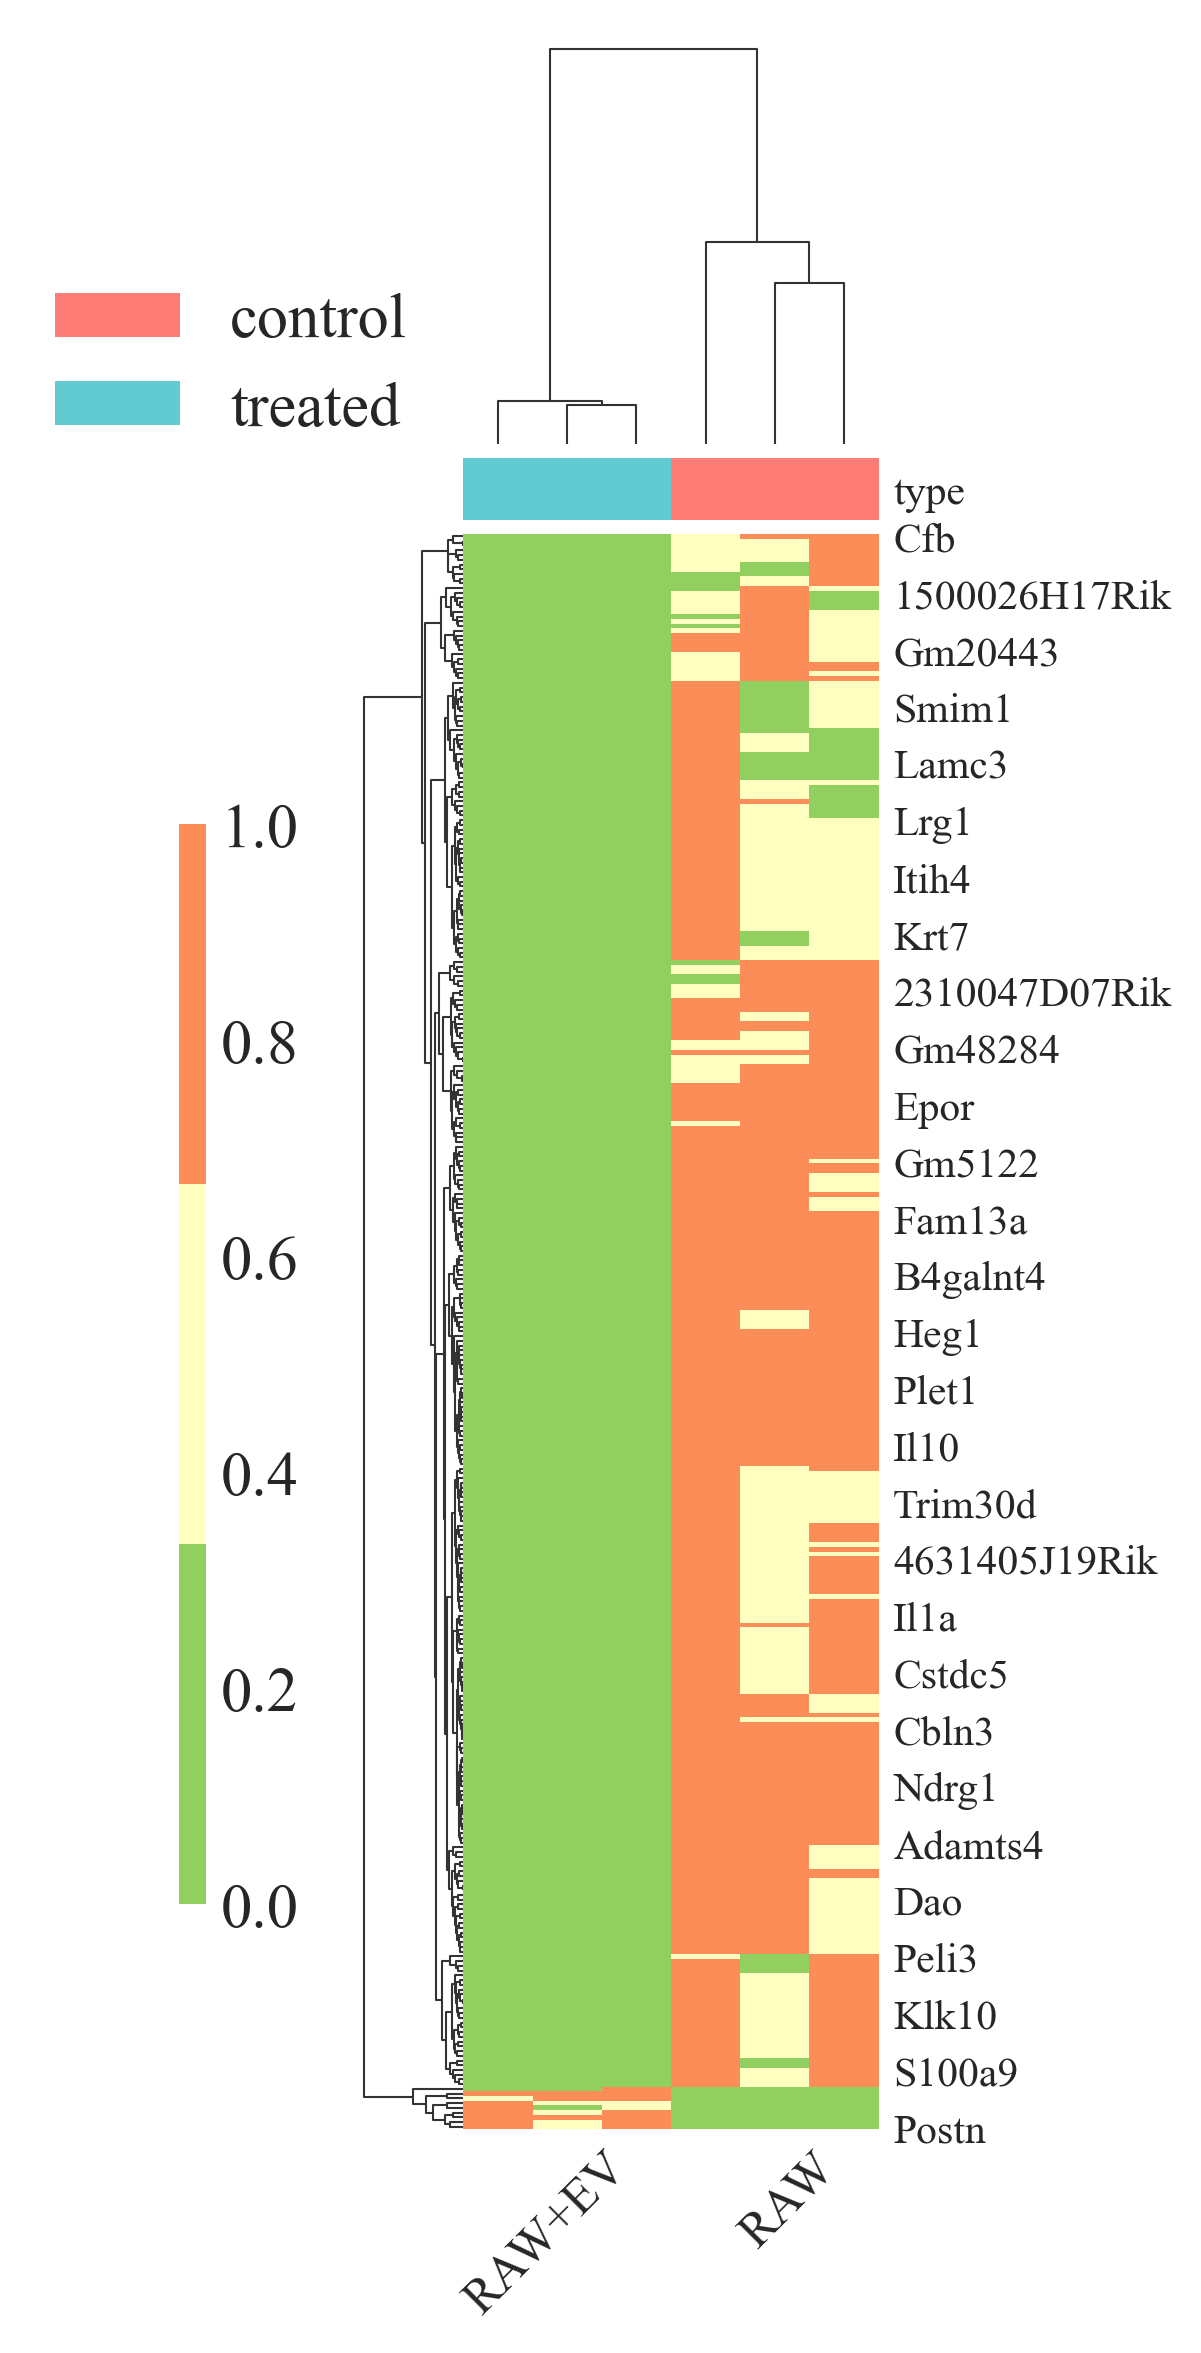 control
treated
type
1.0
0.8
0.6
0.4
0.2
0.0
Cfb
1500026H17Rik
Gm20443
Smim1
Lamc3
Lrg1
Itih4
Krt7
2310047D07Rik
Gm48284
Epor
Gm5122
Fam13a
B4galnt4
Heg1
Plet1
Il10
Trim30d
4631405J19Rik
Il1a
Cstdc5
Cbln3
Ndrg1
Adamts4
Dao
Peli3
Klk10
S100a9
Postn
RAW+EV
RAW